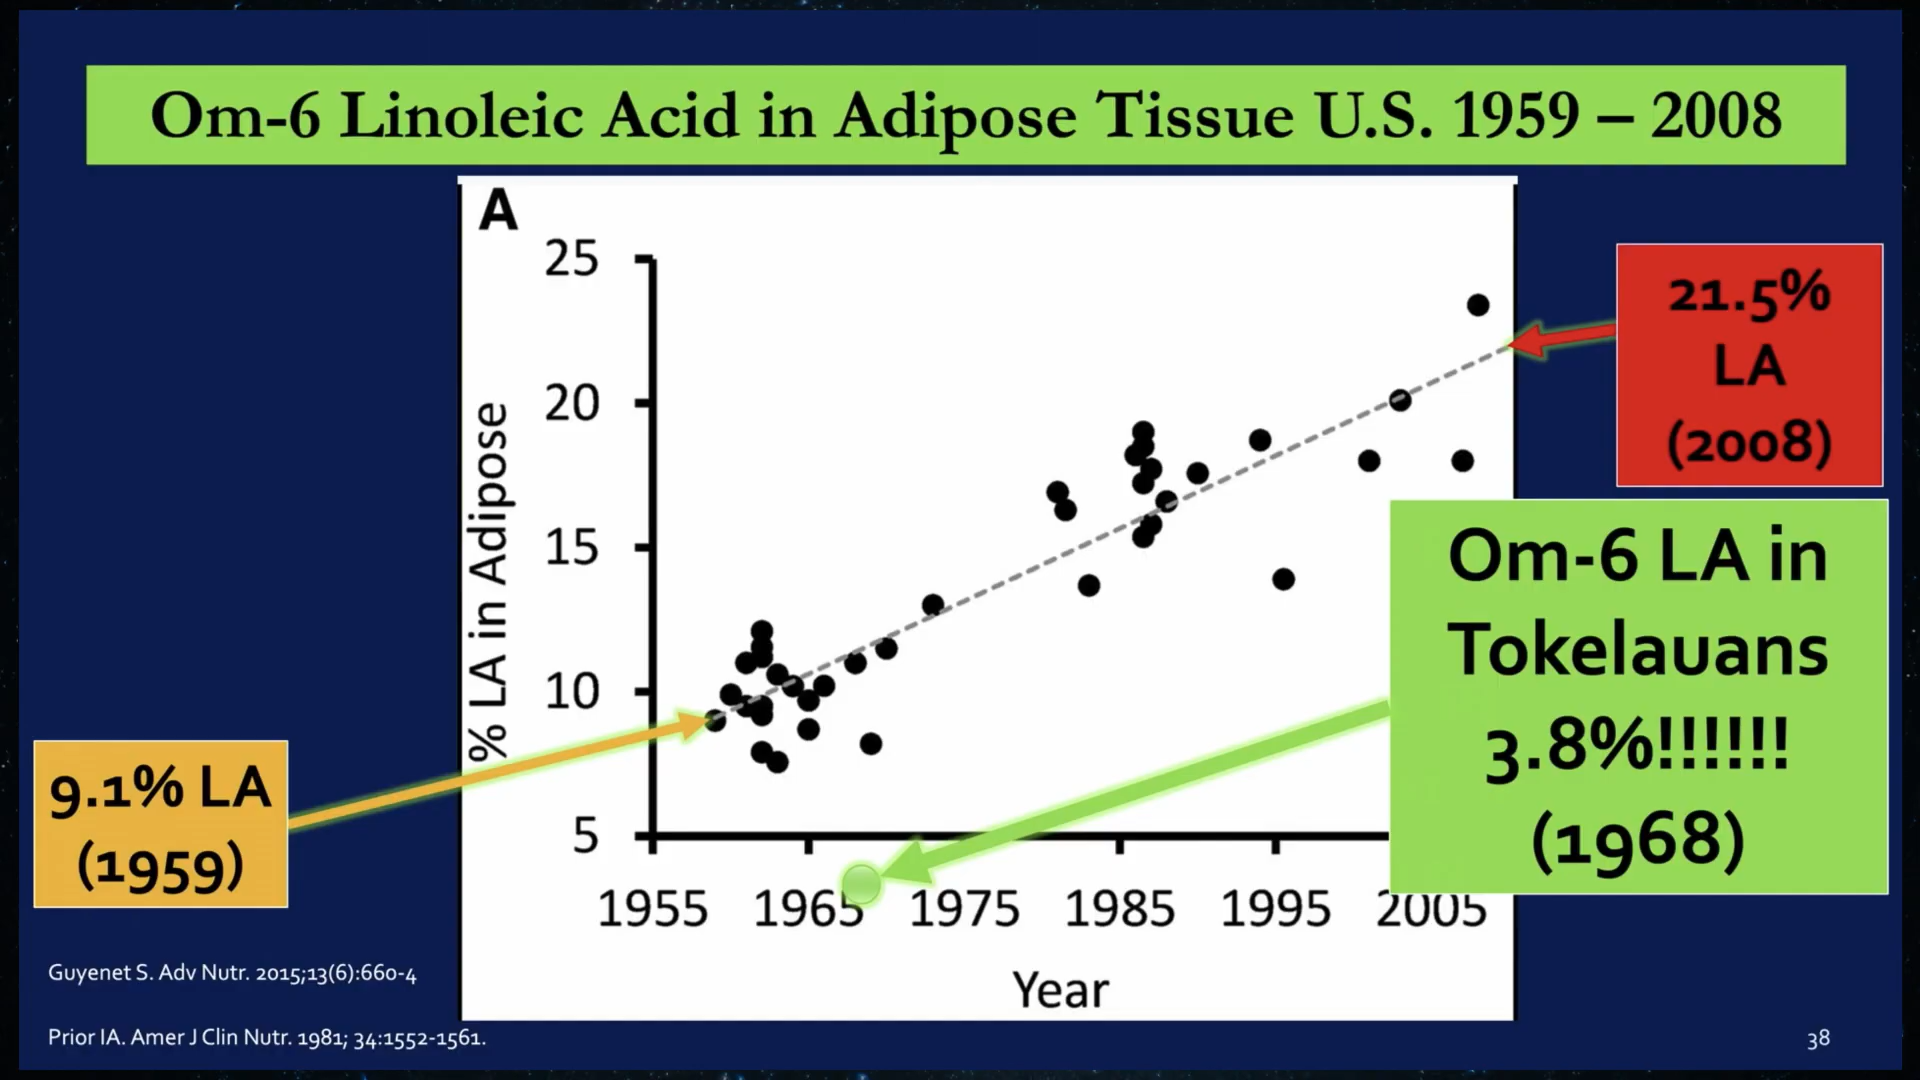 Om-6 Linoleic Acid in Adipose Tissue U.S. 1959 – 2008
A
25
20
15
10
5
% LA in Adipose
1955 1965 1975 1985 1995 2005
Year
21.5%
LA
(2008)
Om-6 LA in
Tokelauans
3.8%!!!!!!
(1968)
9.1% LA
(1959)
Guyenet S. Adv Nutr. 2015;13(6):660-4
Prior IA. Amer J Clin Nutr. 1981; 34:1552-1561.
38